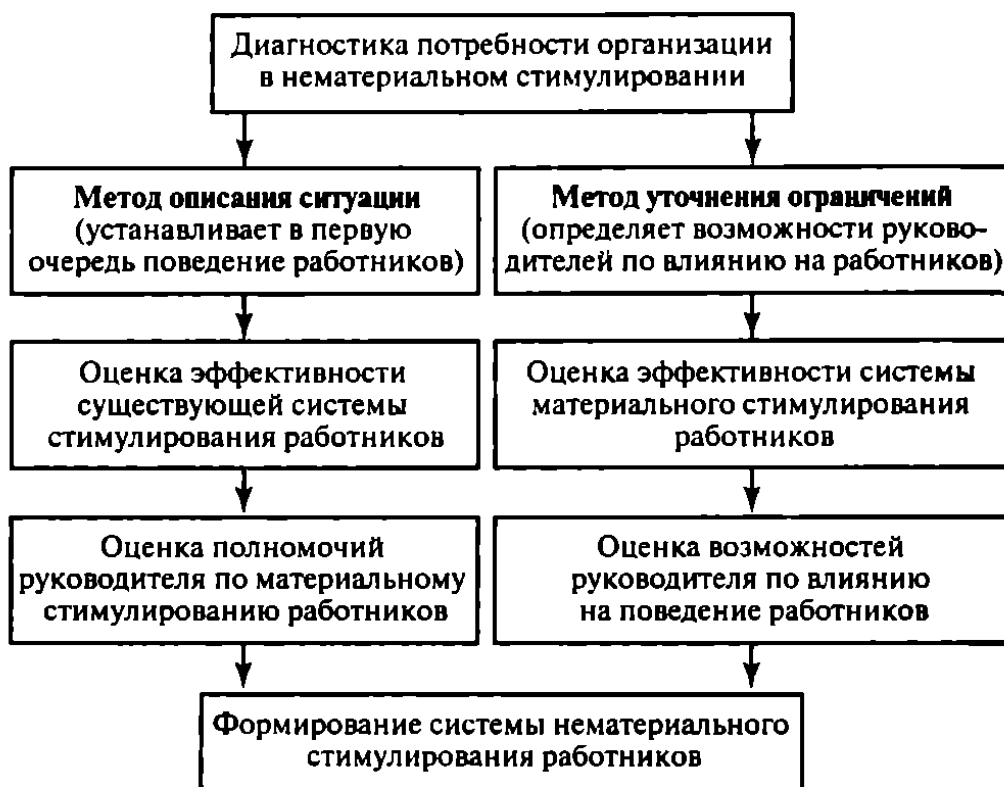 Диагностика потребности организации
в нематериальном стимулировании
Метод описания ситуации
(устанавливает в первую
очередь поведение работников)
Метод уточнения ограничений
(определяет возможности руково-
дителей по влиянию на работников)
Оценка эффективности
существующей системы
стимулирования работников
Оценка эффективности системы
материального стимулирования
работников
Оценка полномочий
руководителя по материальному
стимулированию работников
Оценка возможностей
руководителя по влиянию
на поведение работников
Формирование системы нематериального
стимулирования работников